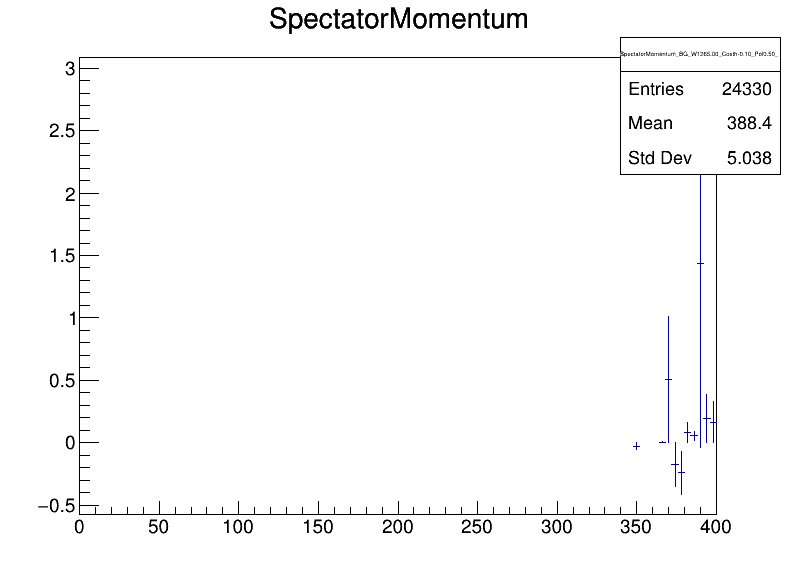 SpectatorMomentum
SpectatorMomentum_BG_W1265.00_Costh-0.10_Pol0.50_
Entries 24330
Mean 388.4
Std Dev 5.038
3
2.5
2
1.5
1
0.5
0
−0.5
0 50 100 150 200 250 300 350 400